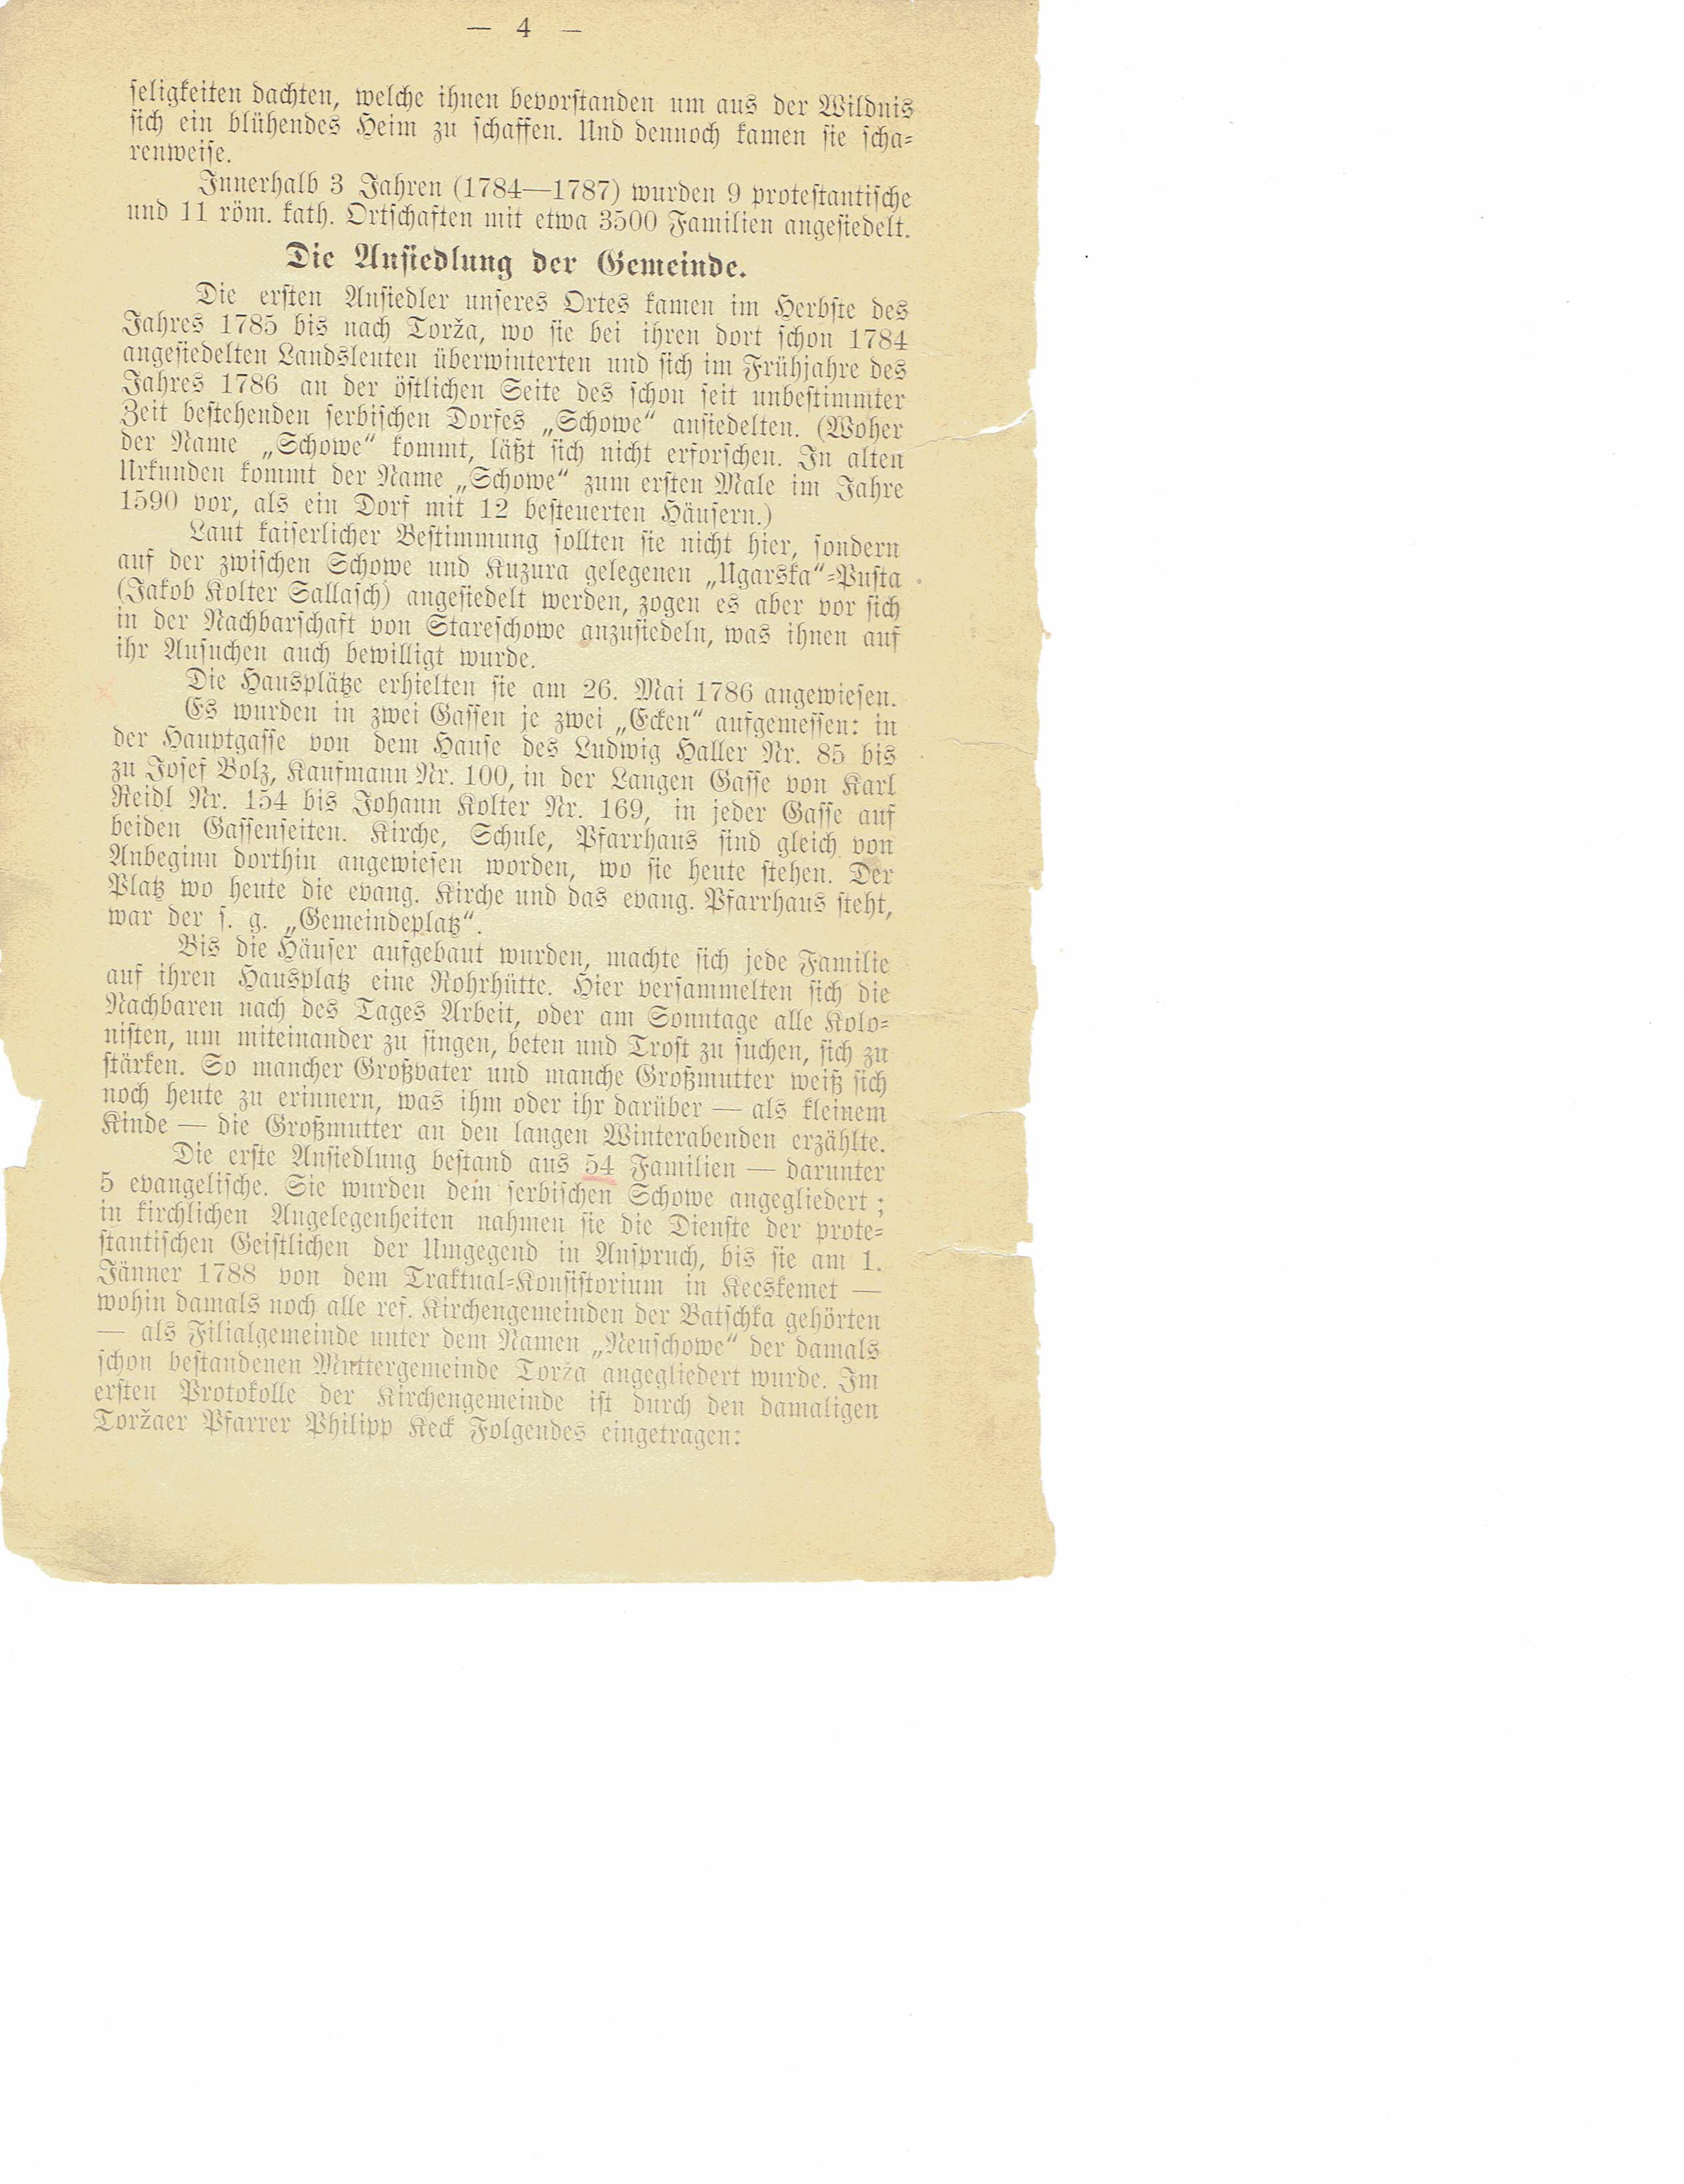 — 4 —
seligkeiten dachten, welche ihnen bevorstanden um aus der Wildnis
sich ein blühendes Heim zu schaffen. Und dennoch kamen sie scha-
renweise.
Innerhalb 3 Jahren (1784—1787) wurden 9 protestantische
und 11 röm. kath. Ortschaften mit etwa 3500 Familien angesiedelt.
Die Ansiedlung der Gemeinde.
Die ersten Ansiedler unseres Ortes kamen im Herbste des
Jahres 1785 bis nach Torža, wo sie bei ihren dort schon 1784
angesiedelten Landsleuten überwinterten und sich im Frühjahre des
Jahres 1786 an der östlichen Seite des schon seit unbestimmter
Zeit bestehenden serbischen Dorfes „Schowe“ ansiedelten. (Woher
der Name „Schowe“ kommt, läßt sich nicht erforschen. In alten
Urkunden kommt der Name „Schowe“ zum ersten Male im Jahre
1590 vor, als ein Dorf mit 12 besteuerten Häusern.)
Laut kaiserlicher Bestimmung sollten sie nicht hier, sondern
auf der zwischen Schowe und Kuzura gelegenen „Ugarska“-Pusta
(Jakob Kolter Sallasch) angesiedelt werden, zogen es aber vor sich
in der Nachbarschaft von Stareschowe anzusiedeln, was ihnen auf
ihr Ansuchen auch bewilligt wurde.
Die Hausplätze erhielten sie am 26. Mai 1786 angewiesen.
Es wurden in zwei Gassen je zwei „Ecken“ aufgemessen: in
der Hauptgasse von dem Hause des Ludwig Haller Nr. 85 bis
zu Josef Bolz, Kaufmann Nr. 100, in der Langen Gasse von Karl
Reidl Nr. 154 bis Johann Kolter Nr. 169, in jeder Gasse auf
beiden Gassenseiten. Kirche, Schule, Pfarrhaus sind gleich von
Anbeginn dorthin angewiesen worden, wo sie heute stehen. Der
Platz wo heute die evang. Kirche und das evang. Pfarrhaus steht,
war der s. g. „Gemeindeplatz“.
Bis die Häuser aufgebaut wurden, machte sich jede Familie
auf ihren Hausplatz eine Rohrhütte. Hier versammelten sich die
Nachbaren nach des Tages Arbeit, oder am Sonntage alle Kolo-
nisten, um miteinander zu singen, beten und Trost zu suchen, sich zu
stärken. So mancher Großvater und manche Großmutter weiß sich
noch heute zu erinnern, was ihm oder ihr darüber — als kleinem
Kinde — die Großmutter an den langen Winterabenden erzählte.
Die erste Ansiedlung bestand aus 54 Familien — darunter
5 evangelische. Sie wurden dem serbischen Schowe angegliedert;
in kirchlichen Angelegenheiten nahmen sie die Dienste der prote-
stantischen Geistlichen der Umgegend in Anspruch, bis sie am 1.
Jänner 1788 von dem Traktual-Konsistorium in Kecskemet —
wohin damals noch alle ref. Kirchengemeinden der Batschka gehörten
— als Filialgemeinde unter dem Namen „Neuschowe“ der damals
schon bestandenen Muttergemeinde Torža angegliedert wurde. Im
ersten Protokolle der Kirchengemeinde ist durch den damaligen
Toržaer Pfarrer Philipp Keck Folgendes eingetragen: